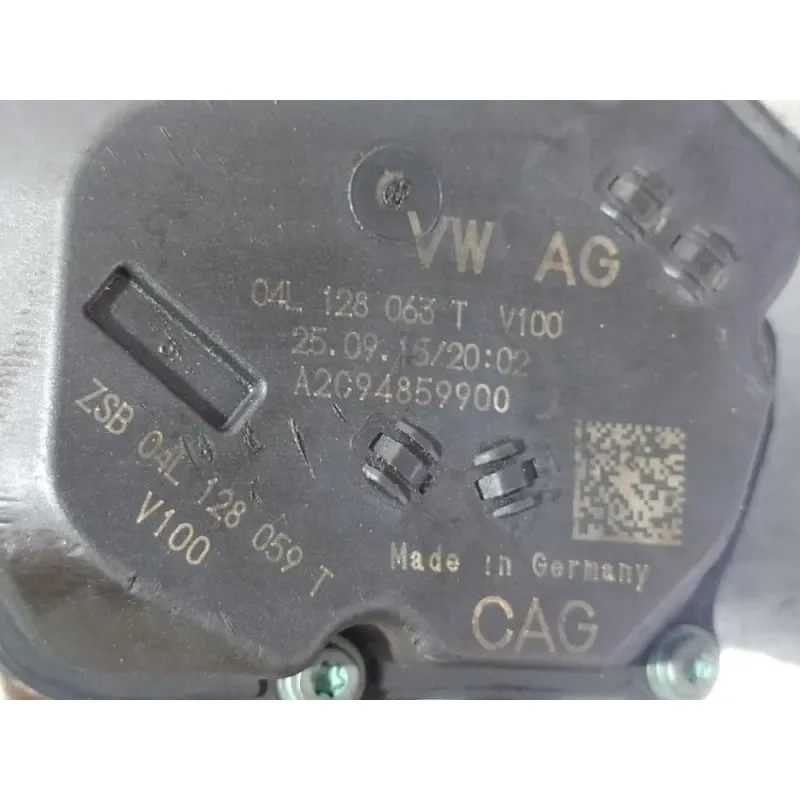 VW AG
04L 128 063 T V100
25.09.15/20:02
A2C94859900
ZSB 04L 128 059 T
V100
Made in Germany
CAG